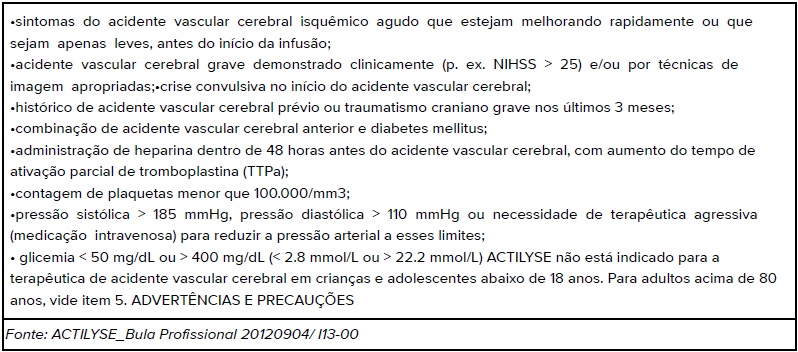 •sintomas do acidente vascular cerebral isquêmico agudo que estejam melhorando rapidamente ou que
sejam apenas leves, antes do início da infusão;
•acidente vascular cerebral grave demonstrado clinicamente (p. ex. NIHSS > 25) e/ou por técnicas de
imagem apropriadas;•crise convulsiva no início do acidente vascular cerebral;
•histórico de acidente vascular cerebral prévio ou traumatismo craniano grave nos últimos 3 meses;
•combinação de acidente vascular cerebral anterior e diabetes mellitus;
•administração de heparina dentro de 48 horas antes do acidente vascular cerebral, com aumento do tempo de
ativação parcial de tromboplastina (TTPa);
•contagem de plaquetas menor que 100.000/mm3;
•pressão sistólica > 185 mmHg, pressão diastólica > 110 mmHg ou necessidade de terapêutica agressiva
(medicação intravenosa) para reduzir a pressão arterial a esses limites;
• glicemia < 50 mg/dL ou > 400 mg/dL (< 2.8 mmol/L ou > 22.2 mmol/L) ACTILYSE não está indicado para a
terapêutica de acidente vascular cerebral em crianças e adolescentes abaixo de 18 anos. Para adultos acima de 80
anos, vide item 5. ADVERTÊNCIAS E PRECAUÇÕES
Fonte: ACTILYSE_Bula Profissional 20120904/ I13-00